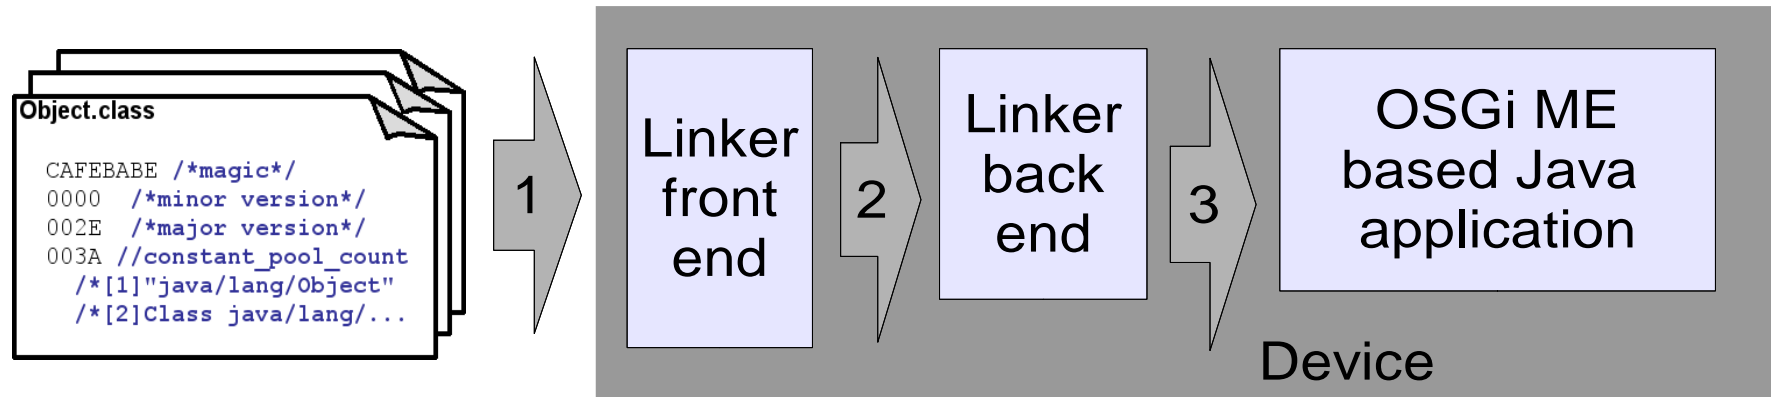 Object.class
CAFEBABE /*magic*/
0000  /*minor version*/
002E  /*major version*/
003A //constant_pool_count
/*[1]"java/lang/Object"
/*[2]Class java/lang/...
1
Linker
front
end
2
Linker
back
end
3
OSGi ME
based Java
application
Device